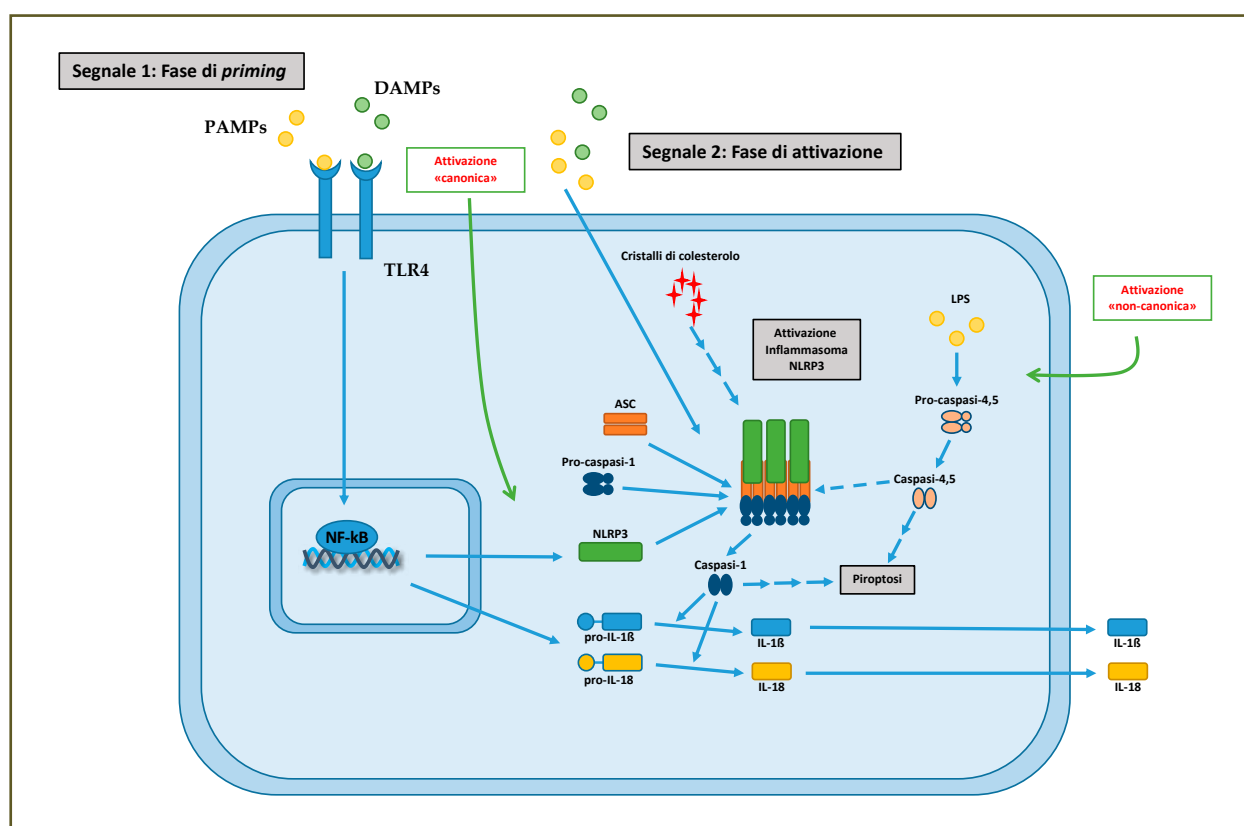 Segnale 1: Fase di priming
DAMPs
PAMPs
Attivazione
«canonica»
Segnale 2: Fase di attivazione
TLR4
Cristalli di colesterolo
LPS
Attivazione
«non-canonica»
Attivazione
Inflammasoma
NLRP3
ASC
Pro-caspasi-4,5
Pro-caspasi-1
Caspasi-4,5
NF-kB
NLRP3
Caspasi-1
Piroptosi
pro-IL-1ß
IL-1ß
IL-1ß
pro-IL-18
IL-18
IL-18